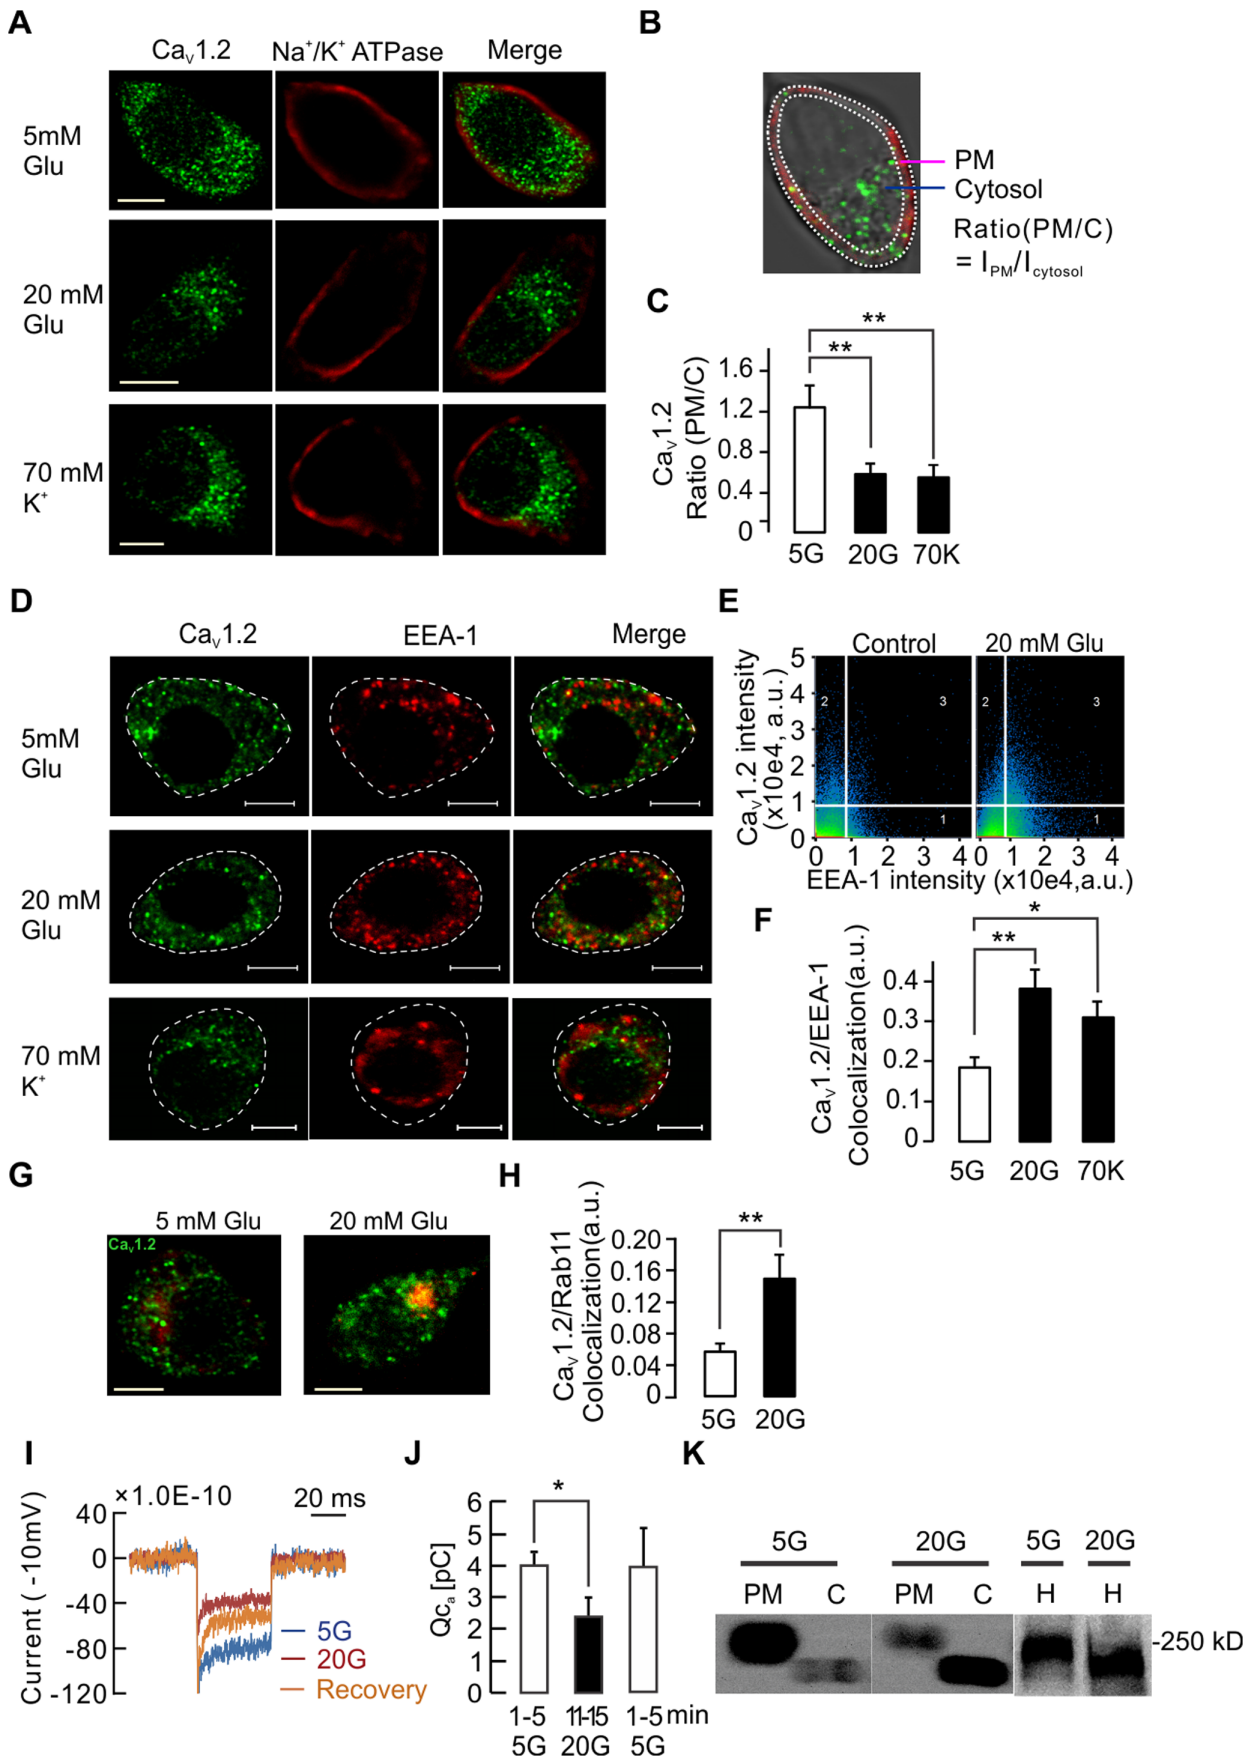 A
Caᵥ1.2 Na⁺/K⁺ ATPase Merge
5mM
Glu
20 mM
Glu
70 mM
K⁺
B
PM
Cytosol
Ratio(PM/C)
= I PM/I cytosol
C
Caᵥ1.2
Ratio (PM/C)
1.6
1.2
0.8
0.4
0
**
**
5G 20G 70K
D
Caᵥ1.2 EEA-1 Merge
5mM
Glu
20 mM
Glu
70 mM
K⁺
E
Control 20 mM Glu
Caᵥ1.2 intensity
(x10e4, a.u.)
5
4
3
2
1
0
2 3 2 3
1 1
0 1 2 3 4 0 1 2 3 4
EEA-1 intensity (x10e4,a.u.)
F
Caᵥ1.2/EEA-1
Colocalization(a.u.)
0.4
0.3
0.2
0.1
0
*
**
5G 20G 70K
G
5 mM Glu 20 mM Glu
Caᵥ1.2
H
Caᵥ1.2/Rab11
Colocalization(a.u.)
0.20
0.16
0.12
0.08
0.04
0
**
5G 20G
I
×1.0E-10 20 ms
Current ( -10mV)
40
0
-40
-80
-120
5G
20G
Recovery
J
Qcₐ[pC]
6
5
4
3
2
1
0
*
1-5 11-15 1-5 min
5G 20G 5G
K
5G 20G 5G 20G
PM C PM C H H
-250 kD